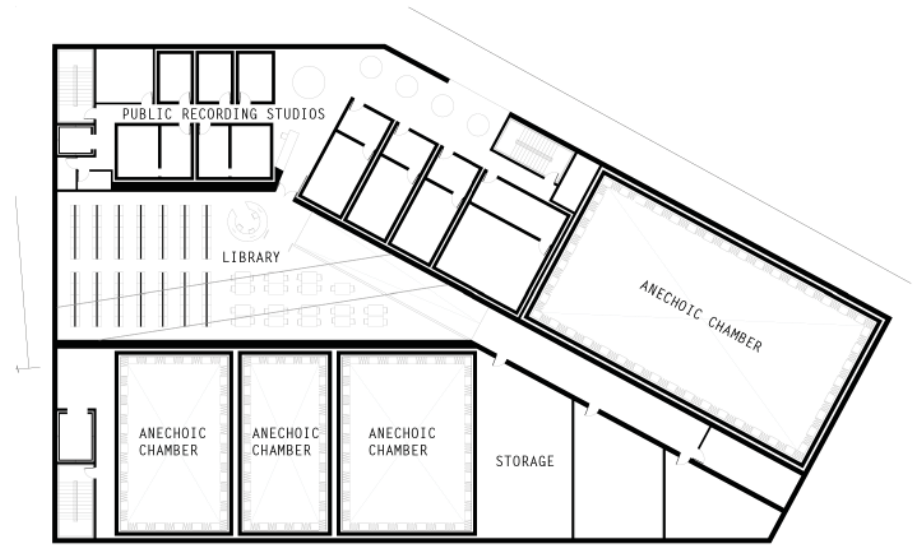 PUBLIC RECORDING STUDIOS
LIBRARY
ANECHOIC CHAMBER
ANECHOIC
CHAMBER
ANECHOIC
CHAMBER
ANECHOIC
CHAMBER
STORAGE